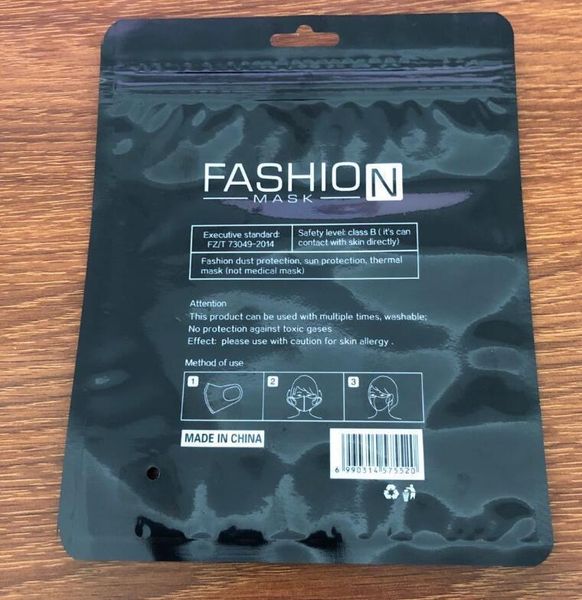 FASHION
MASK
Executive standard:
FZ/T 73049-2014
Safety level: class B ( it's can
contact with skin directly)
Fashion dust protection, sun protection, thermal
mask (not medical mask)
Attention
This product can be used with multiple times, washable;
No protection against toxic gases
Effect: please use with caution for skin allergy .
Method of use
1 2 3
MADE IN CHINA
6 990314 575520